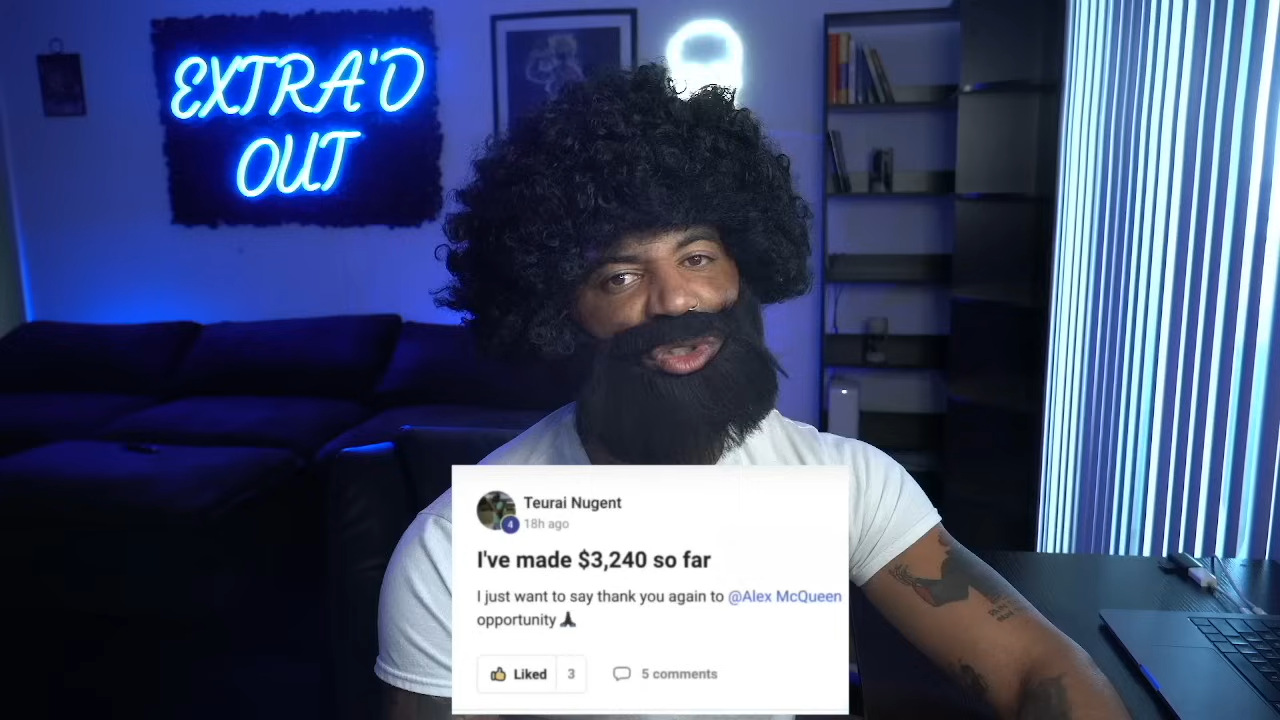 EXTRA'D
OUT
Teurai Nugent
4
18h ago
I've made $3,240 so far
I just want to say thank you again to @Alex McQueen
opportunity 🙏
Liked 3 5 comments